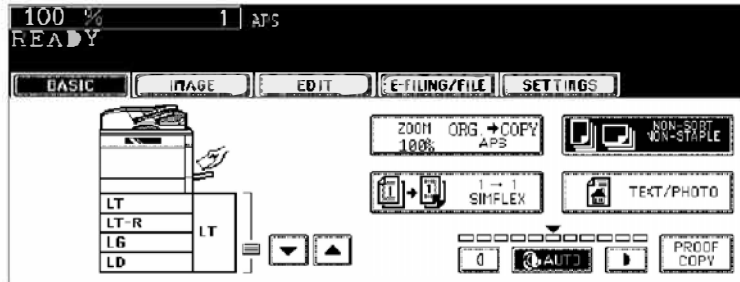 100 % 1 APS
READY
BASIC IMAGE EDIT E-FILING/FILE SETTINGS
ZOOM ORG.→COPY
100% APS
NON-SORT
NON-STAPLE
1 → 1
SIMPLEX
TEXT/PHOTO
LT
LT-R
LG
LD
LT
AUTO
PROOF
COPY